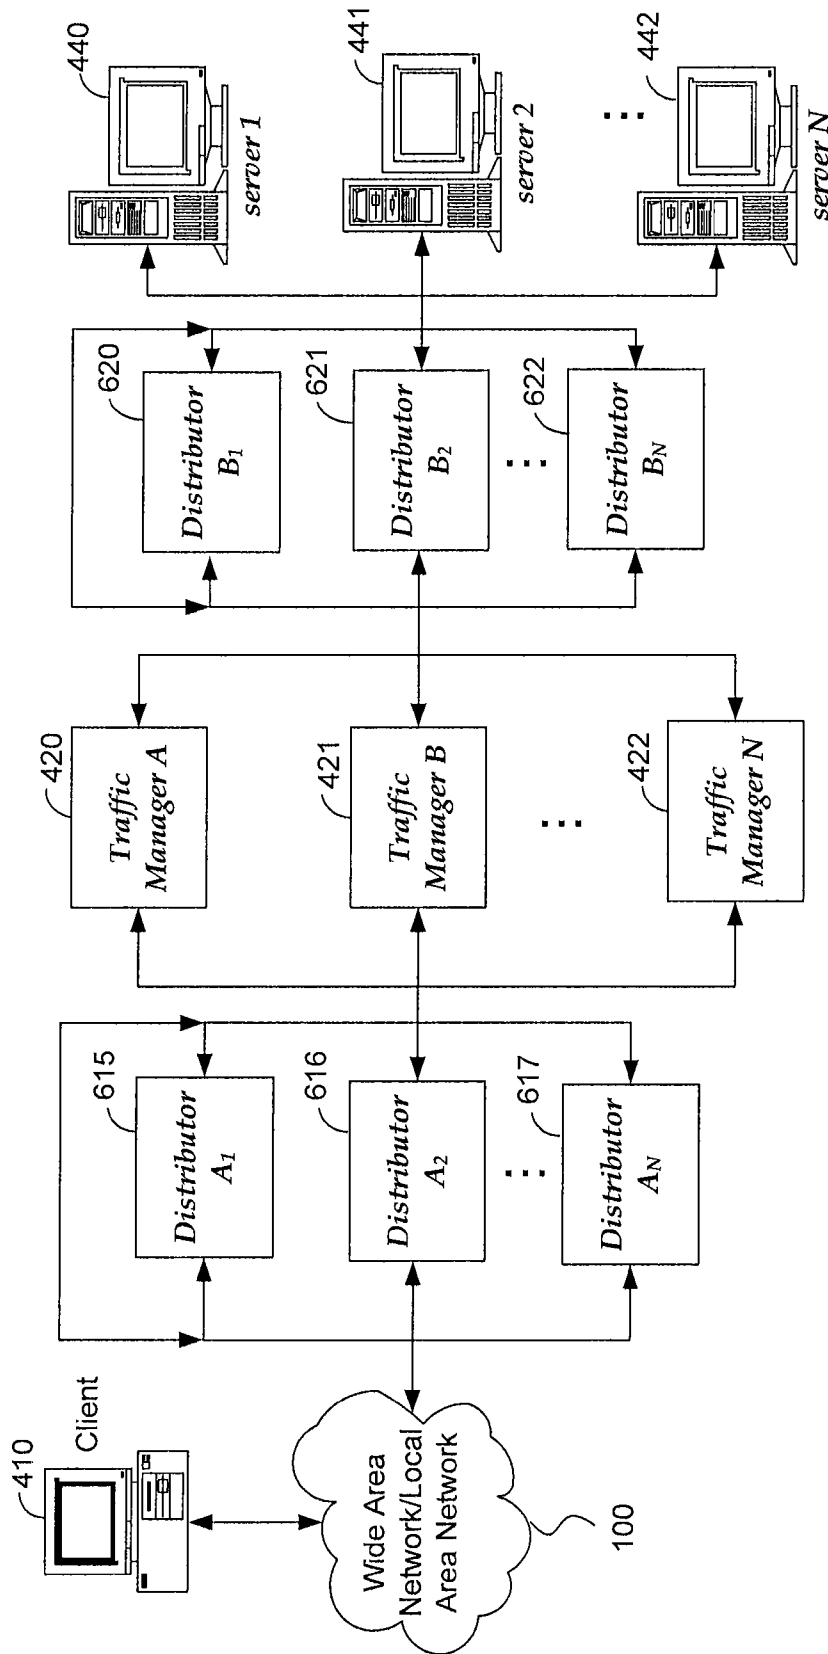 410
Client
Wide Area
Network/Local
Area Network
100
615
Distributor
A1
616
Distributor
A2
...
617
Distributor
AN
420
Traffic
Manager A
421
Traffic
Manager B
...
422
Traffic
Manager N
620
Distributor
B1
621
Distributor
B2
...
622
Distributor
BN
440
server 1
441
server 2
...
442
server N